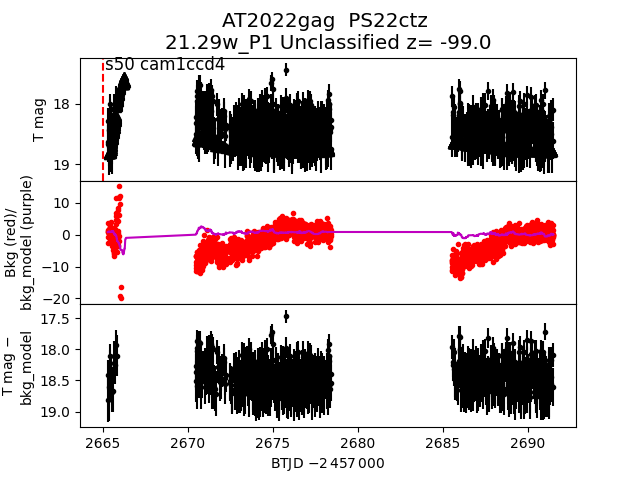 AT2022gag  PS22ctz
21.29w_P1 Unclassified z= -99.0
s50 cam1ccd4
T mag
18
19
Bkg (red)/
bkg_model (purple)
10
0
−10
−20
T mag −
bkg_model
17.5
18.0
18.5
19.0
2665 2670 2675 2680 2685 2690
BTJD −2 457 000